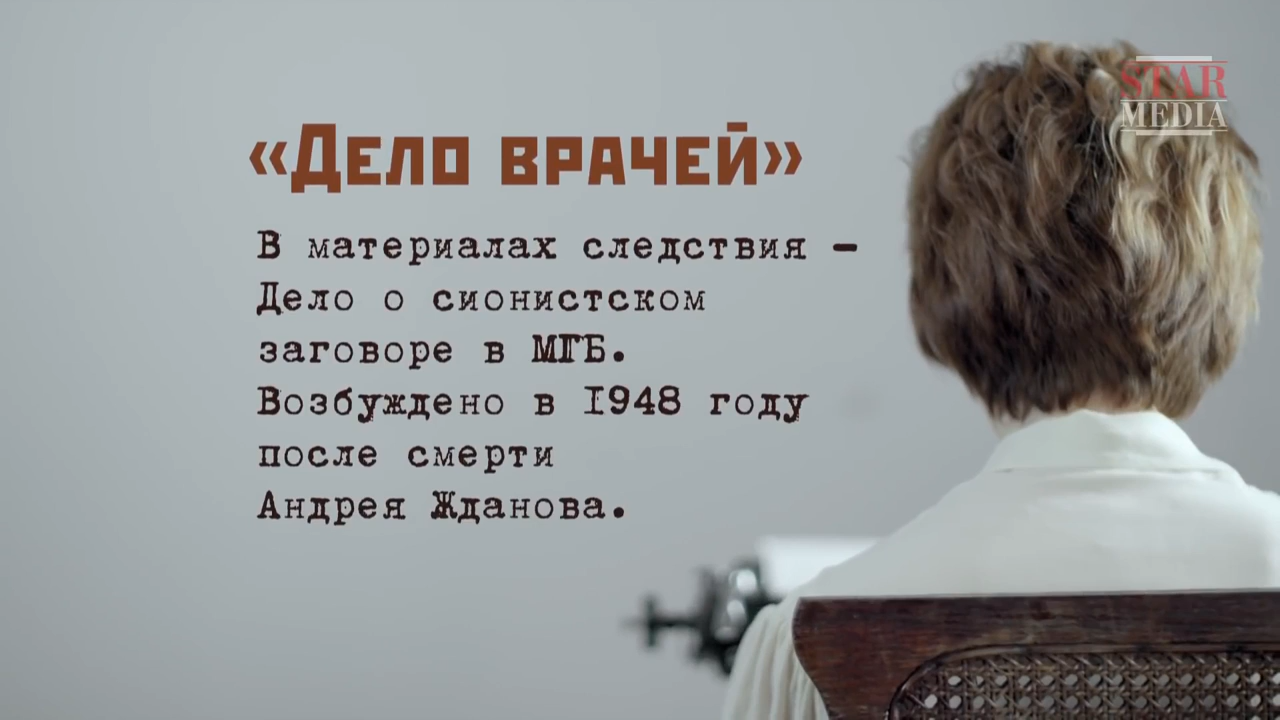 «Дело врачей»
В материалах следствия –
Дело о сионистском
заговоре в МГБ.
Возбуждено в 1948 году
после смерти
Андрея Жданова.
STAR
MEDIA